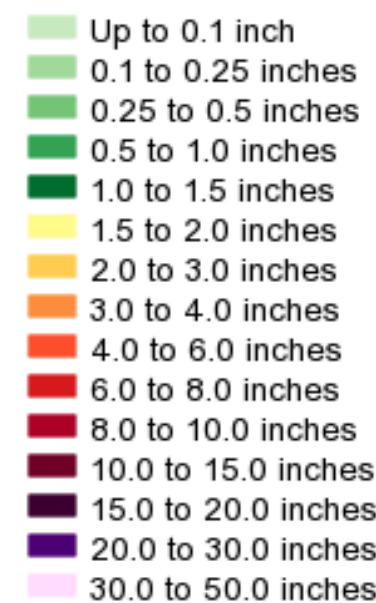 Up to 0.1 inch
0.1 to 0.25 inches
0.25 to 0.5 inches
0.5 to 1.0 inches
1.0 to 1.5 inches
1.5 to 2.0 inches
2.0 to 3.0 inches
3.0 to 4.0 inches
4.0 to 6.0 inches
6.0 to 8.0 inches
8.0 to 10.0 inches
10.0 to 15.0 inches
15.0 to 20.0 inches
20.0 to 30.0 inches
30.0 to 50.0 inches